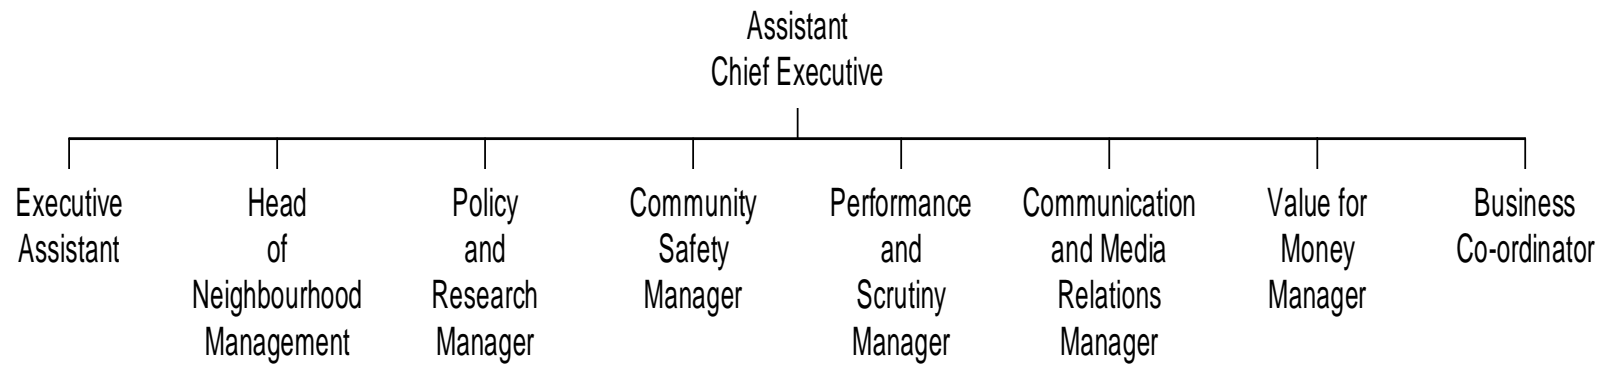 Assistant
Chief Executive
Executive
Assistant
Head
of
Neighbourhood
Management
Policy
and
Research
Manager
Community
Safety
Manager
Performance
and
Scrutiny
Manager
Communication
and Media
Relations
Manager
Value for
Money
Manager
Business
Co-ordinator